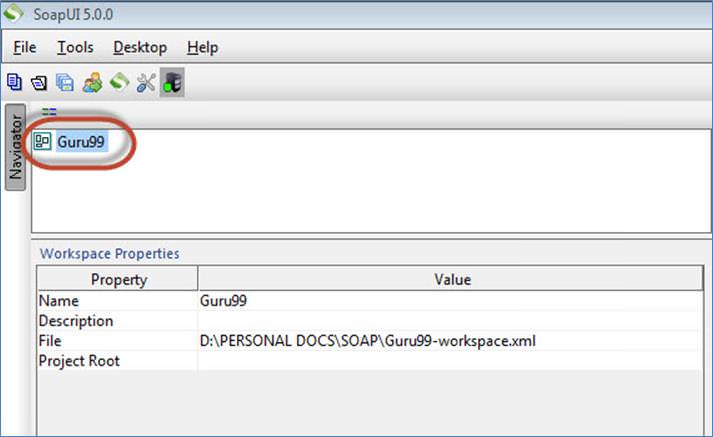 SoapUI 5.0.0
File Tools Desktop Help
Navigator
Guru99
Workspace Properties
Property Value
Name Guru99
Description
File D:\PERSONAL DOCS\SOAP\Guru99-workspace.xml
Project Root